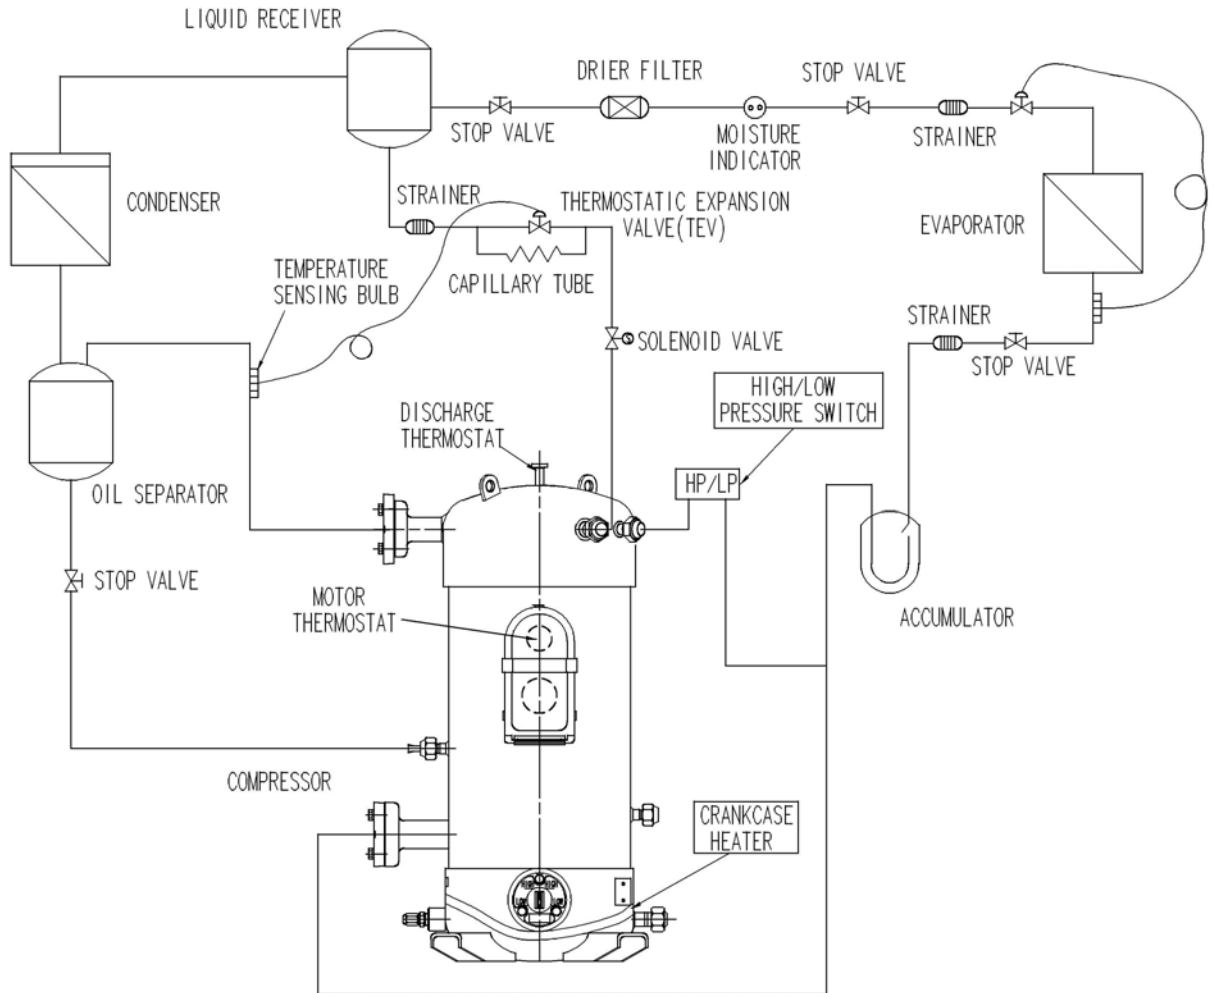 LIQUID RECEIVER
DRIER FILTER
STOP VALVE
STOP VALVE
MOISTURE
INDICATOR
STRAINER
CONDENSER
STRAINER
THERMOSTATIC EXPANSION
VALVE(TEV)
EVAPORATOR
TEMPERATURE
SENSING BULB
CAPILLARY TUBE
STRAINER
SOLENOID VALVE
STOP VALVE
HIGH/LOW
PRESSURE SWITCH
DISCHARGE
THERMOSTAT
OIL SEPARATOR
HP/LP
STOP VALVE
MOTOR
THERMOSTAT
ACCUMULATOR
COMPRESSOR
CRANKCASE
HEATER